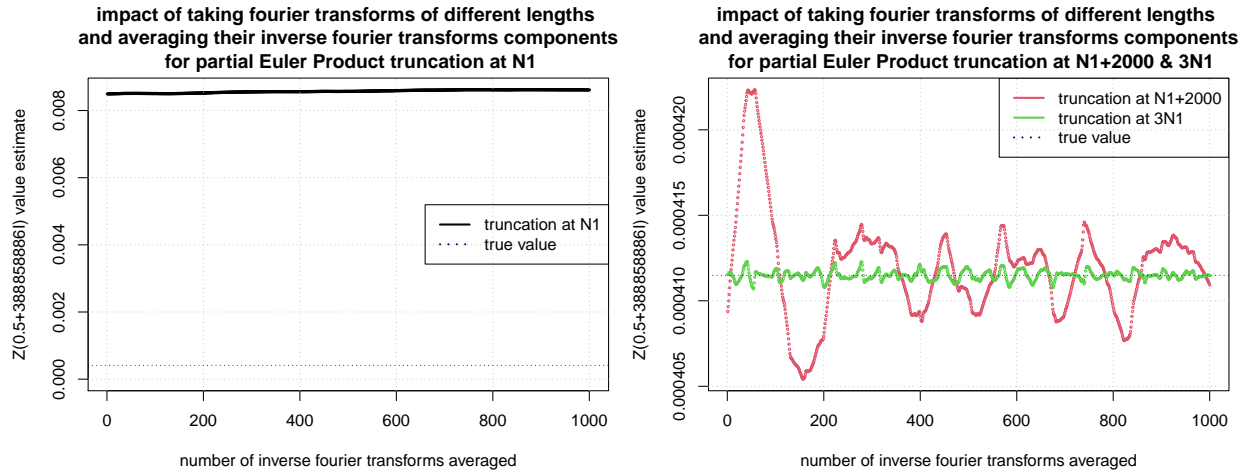 impact of taking fourier transforms of different lengths
and averaging their inverse fourier transforms components
for partial Euler Product truncation at N1
Z(0.5+388858886I) value estimate
0.008
0.006
0.004
0.002
0.000
truncation at N1
true value
0
200
400
600
800
1000
number of inverse fourier transforms averaged
impact of taking fourier transforms of different lengths
and averaging their inverse fourier transforms components
for partial Euler Product truncation at N1+2000 & 3N1
Z(0.5+388858886I) value estimate
0.000420
0.000415
0.000410
0.000405
truncation at N1+2000
truncation at 3N1
true value
0
200
400
600
800
1000
number of inverse fourier transforms averaged